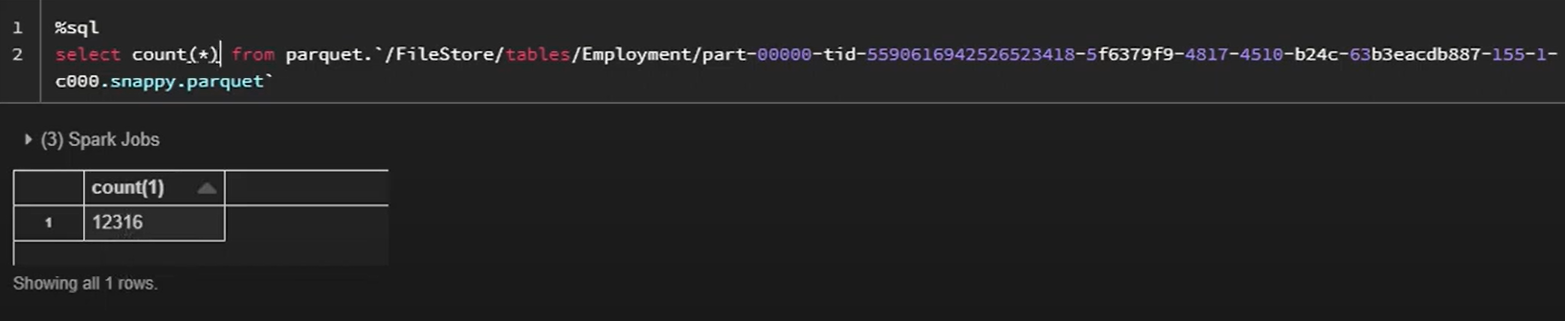 1 %sql
2 select count(*) from parquet.`/FileStore/tables/Employment/part-00000-tid-5590616942526523418-5f6379f9-4817-4510-b24c-63b3eacdb887-155-1-
c000.snappy.parquet`
(3) Spark Jobs
count(1)
1 12316
Showing all 1 rows.